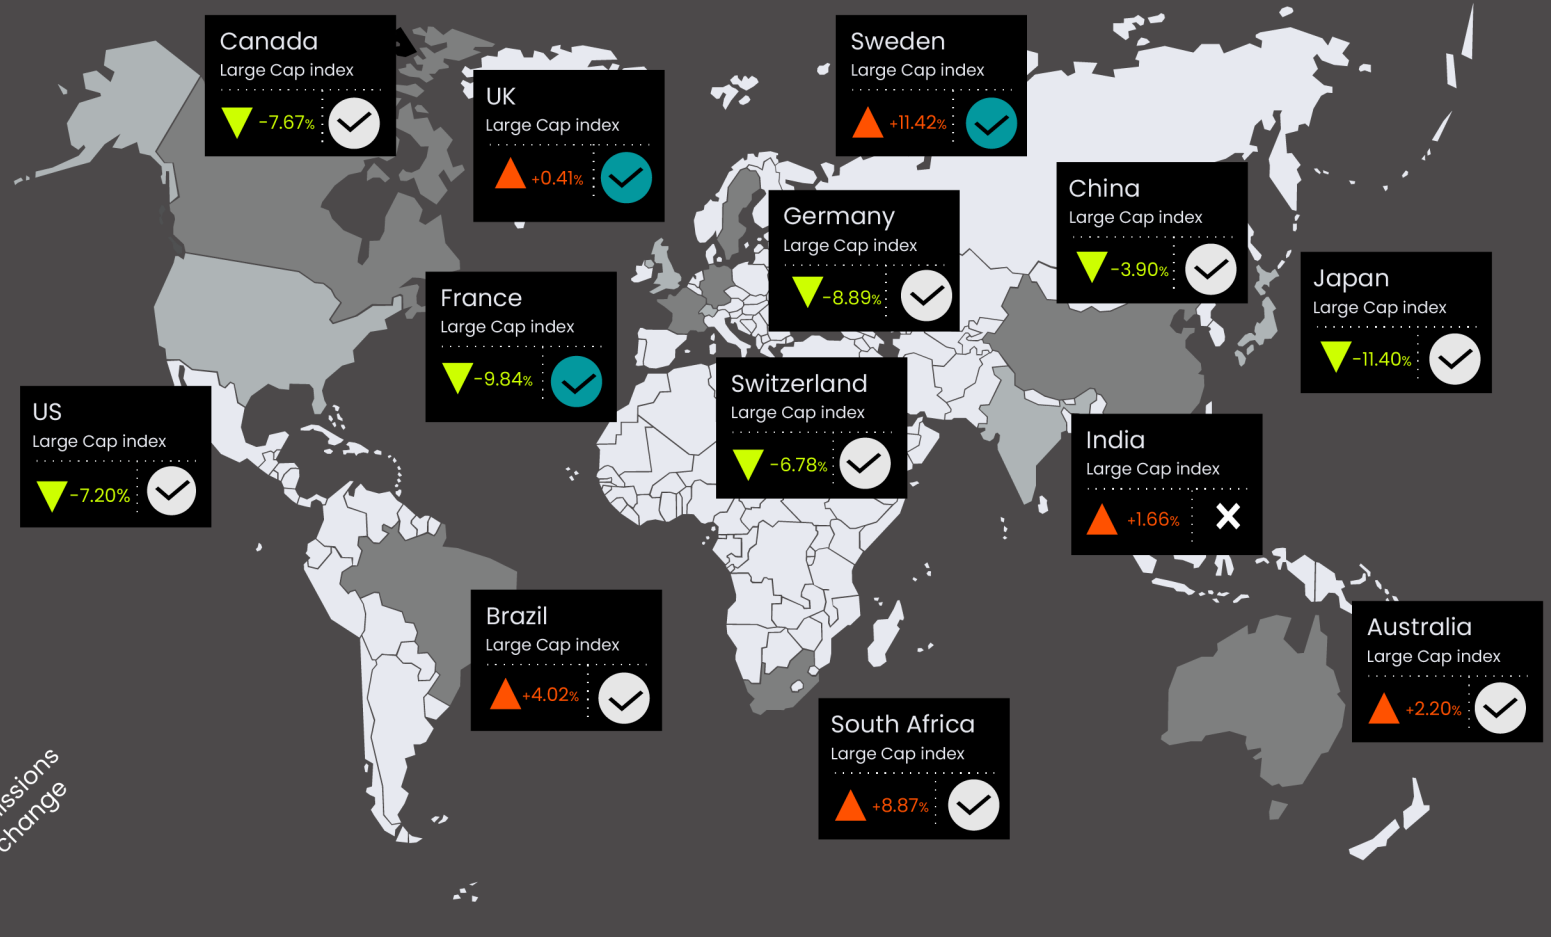 Canada
Large Cap index
-7.67%
UK
Large Cap index
+0.41%
Sweden
Large Cap index
+11.42%
China
Large Cap index
-3.90%
Germany
Large Cap index
-8.89%
Japan
Large Cap index
-11.40%
France
Large Cap index
-9.84%
Switzerland
Large Cap index
-6.78%
US
Large Cap index
-7.20%
India
Large Cap index
+1.66%
Brazil
Large Cap index
+4.02%
Australia
Large Cap index
+2.20%
South Africa
Large Cap index
+8.87%
ssions
change